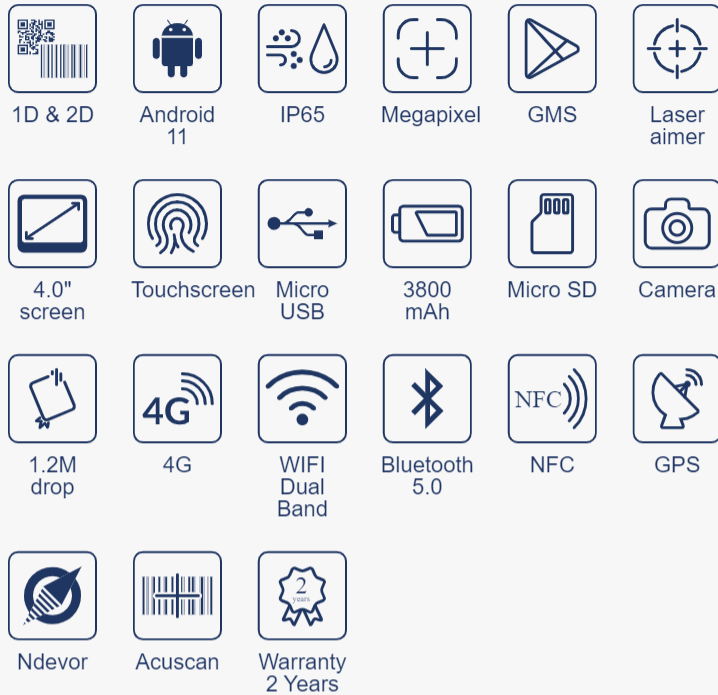 1D & 2D
Android
11
IP65
Megapixel
GMS
Laser
aimer
4.0"
screen
Touchscreen
Micro
USB
3800
mAh
Micro SD
Camera
4G
NFC
1.2M
drop
4G
WIFI
Dual
Band
Bluetooth
5.0
NFC
GPS
2
years
Ndevor
Acuscan
Warranty
2 Years